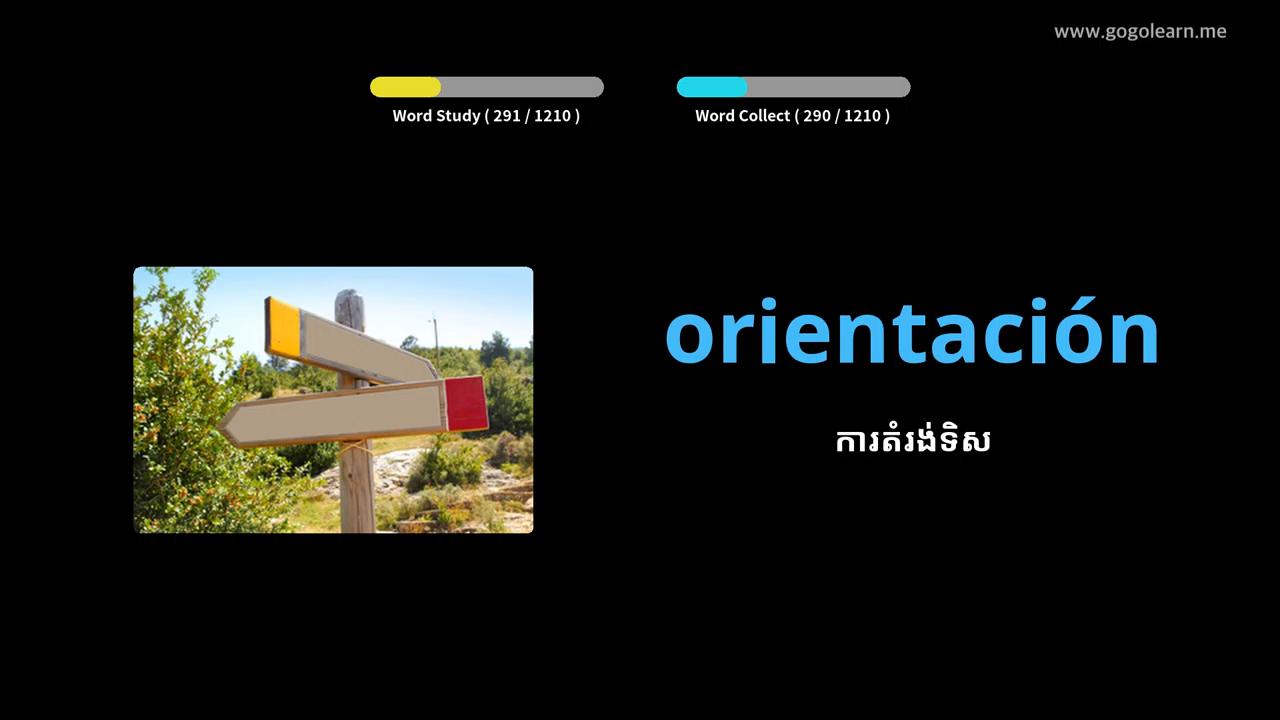 www.gogolearn.me
Word Study ( 291 / 1210 )
Word Collect ( 290 / 1210 )
orientación
ការតំរង់ទិស